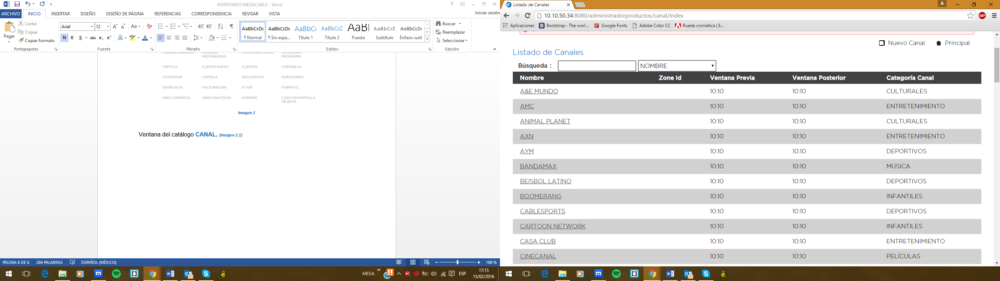 INVENTARIO MEGACABLE - Word
ARCHIVO INICIO INSERTAR DISEÑO DISEÑO DE PÁGINA REFERENCIAS CORRESPONDENCIA REVISAR VISTA Iniciar sesión
Pegar
Cortar
Copiar
Copiar formato
Portapapeles
Arial 12
N K S abc x₂ x²
Fuente
Párrafo
AaBbCcDc AaBbCcDc AaBbCc AaBbCcD AaBl AaBbCcD AaBbCcDc
¶ Normal ¶ Sin espa... Título 1 Título 2 Puesto Subtítulo Énfasis sutil
Estilos
Buscar
Reemplazar
Seleccionar
Edición
CANALES PREMIUM CANALES RESTRINGIDOS CATEGORÍA CANAL CATEGORÍA PROGRAMA
CINTILLO CLIENTE NUEVO CLIENTES CORTINILLA
COTIZADOR CÁPSULA DESCUENTOS DURACIONES
ENTREVISTA FACTURACIÓN FLYER FORMATO
GIRO COMERCIAL GIROS INACTIVOS HORARIO LOGO EN PANTALLA DE BACK
Imagen 2
Ventana del catálogo CANAL. (Imagen 2.1)
PÁGINA 6 DE 6 284 PALABRAS ESPAÑOL (MÉXICO) 100 %
MEGA ESP 17:15
15/02/2016
Listado de Canales
10.10.50.34:8080/administradorproductos/canal/index
ABP
Aplicaciones Bootstrap · The worl... Google Fonts Adobe Color CC Rueda cromática | E...
Nuevo Canal Principal
Listado de Canales
Búsqueda : NOMBRE
Nombre Zone Id Ventana Previa Ventana Posterior Categoría Canal
A&E MUNDO 10:10 10:10 CULTURALES
AMC 10:10 10:10 ENTRETENIMIENTO
ANIMAL PLANET 10:10 10:10 CULTURALES
AXN 10:10 10:10 ENTRETENIMIENTO
AYM 10:10 10:10 DEPORTIVOS
BANDAMAX 10:10 10:10 MÚSICA
BEISBOL LATINO 10:10 10:10 DEPORTIVOS
BOOMERANG 10:10 10:10 INFANTILES
CABLESPORTS 10:10 10:10 DEPORTIVOS
CARTOON NETWORK 10:10 10:10 INFANTILES
CASA CLUB 10:10 10:10 ENTRETENIMIENTO
CINECANAL 10:10 10:10 PELÍCULAS